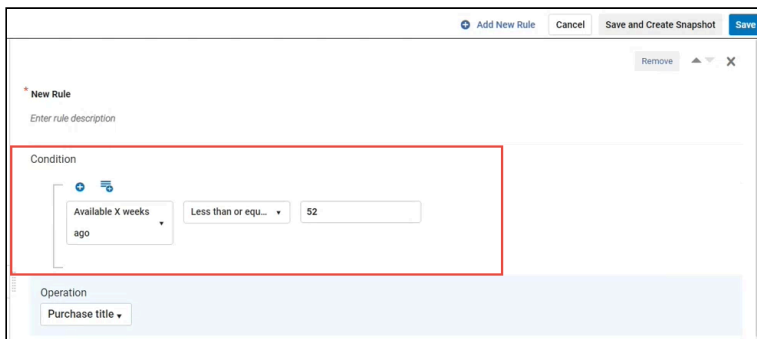 Add New Rule Cancel Save and Create Snapshot Save
Remove
* New Rule
Enter rule description
Condition
Available X weeks ago Less than or equ... 52
Operation
Purchase title